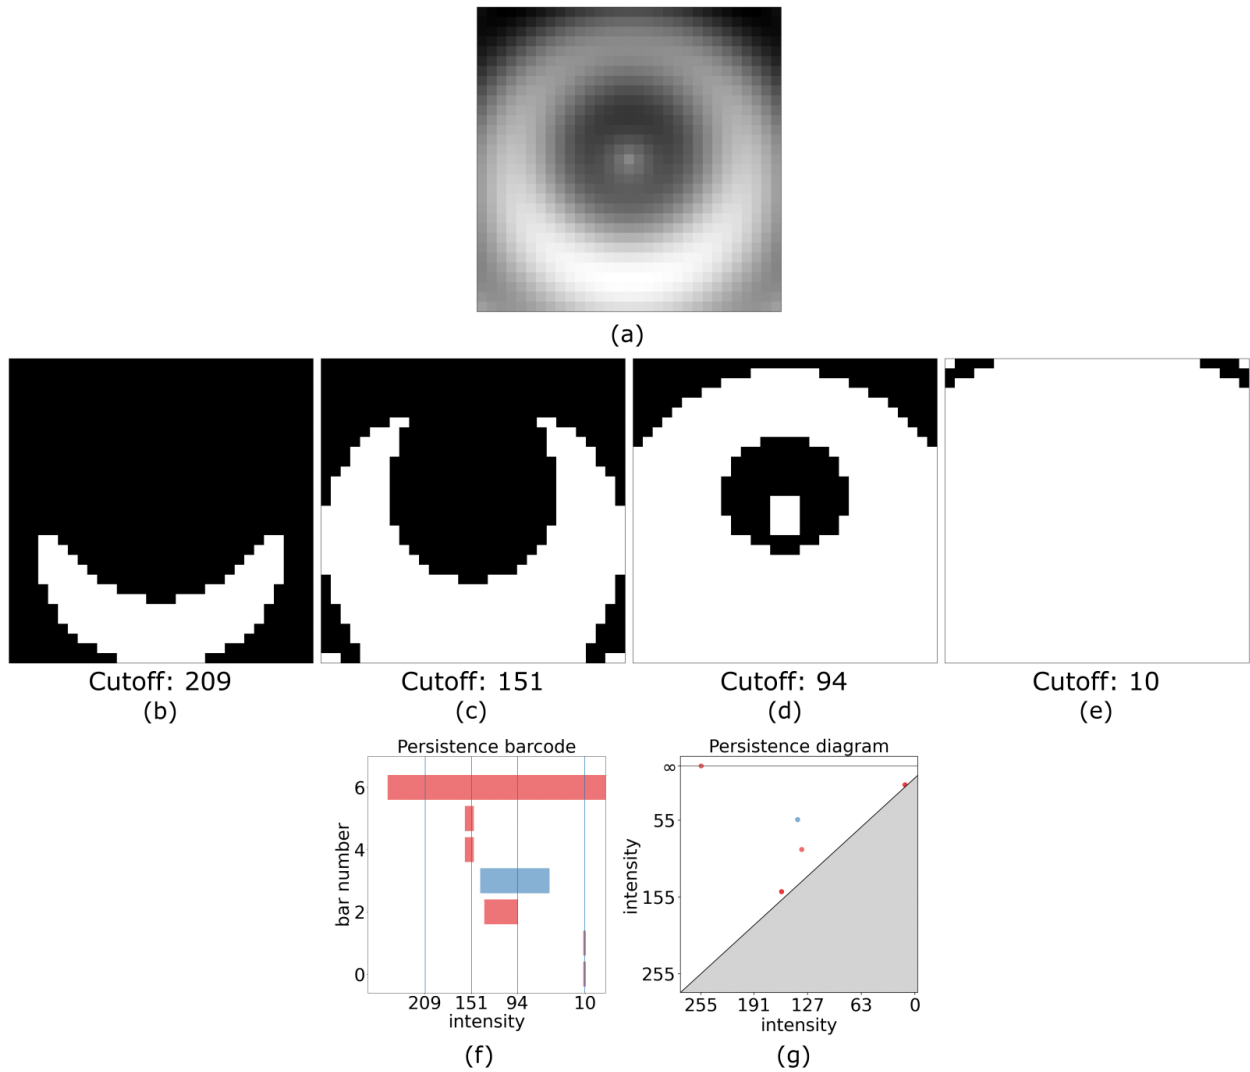 (a)
Cutoff: 209
(b)
Cutoff: 151
(c)
Cutoff: 94
(d)
Cutoff: 10
(e)
Persistence barcode
bar number
6
4
2
0
209 151 94 10
intensity
(f)
Persistence diagram
intensity
∞
55
155
255
255 191 127 63 0
intensity
(g)